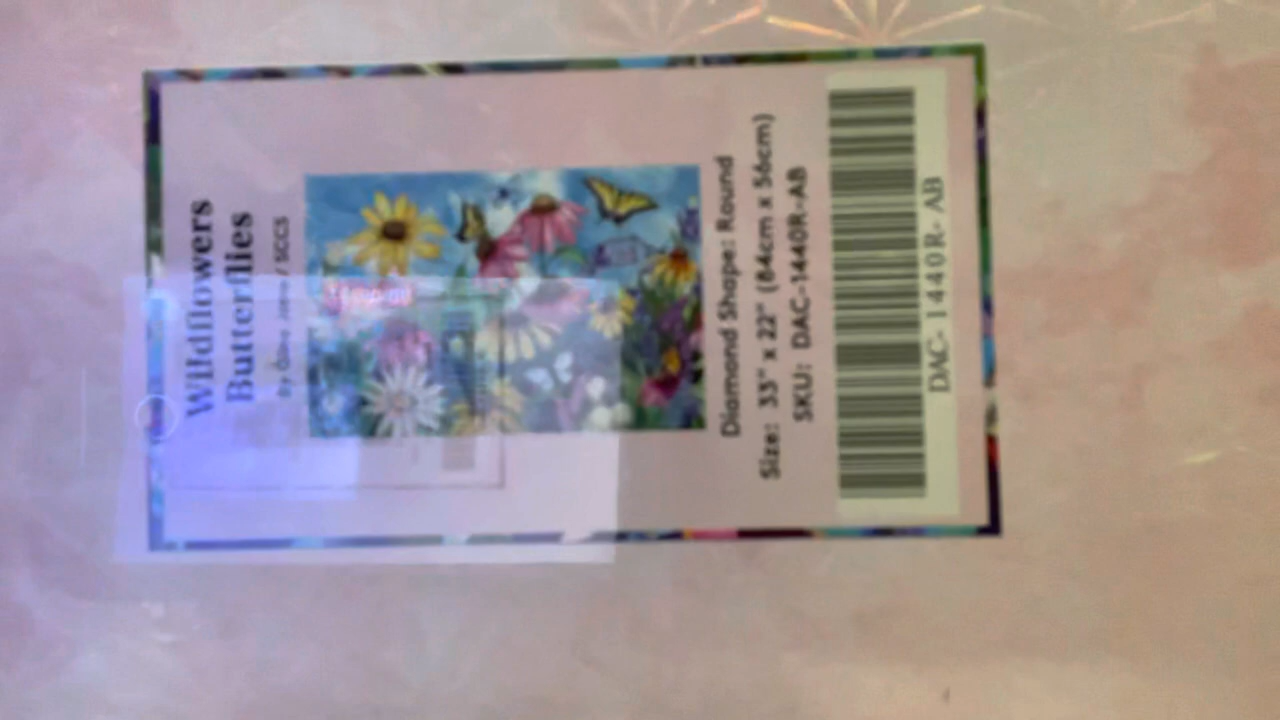 Wildflowers
Butterflies
Diamond Shape: Round
Size: 33" x 22" (84cm x 56cm)
SKU: DAC-1440R-AB
DAC- 1440R- AB